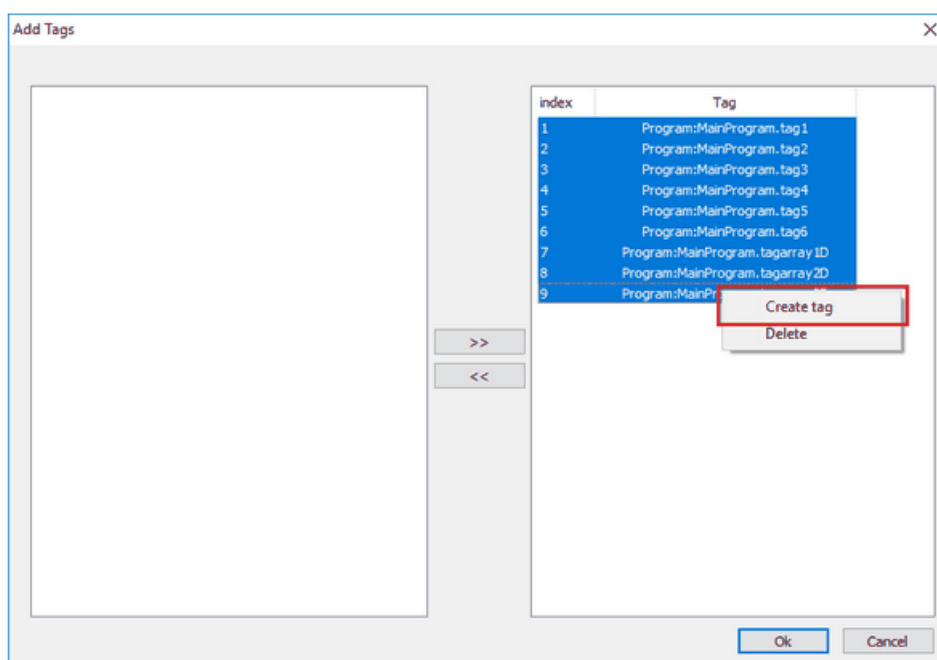 Add Tags
index Tag
1 Program:MainProgram.tag1
2 Program:MainProgram.tag2
3 Program:MainProgram.tag3
4 Program:MainProgram.tag4
5 Program:MainProgram.tag5
6 Program:MainProgram.tag6
7 Program:MainProgram.tagarray1D
8 Program:MainProgram.tagarray2D
9
Create tag
Delete
>>
<<
Ok Cancel